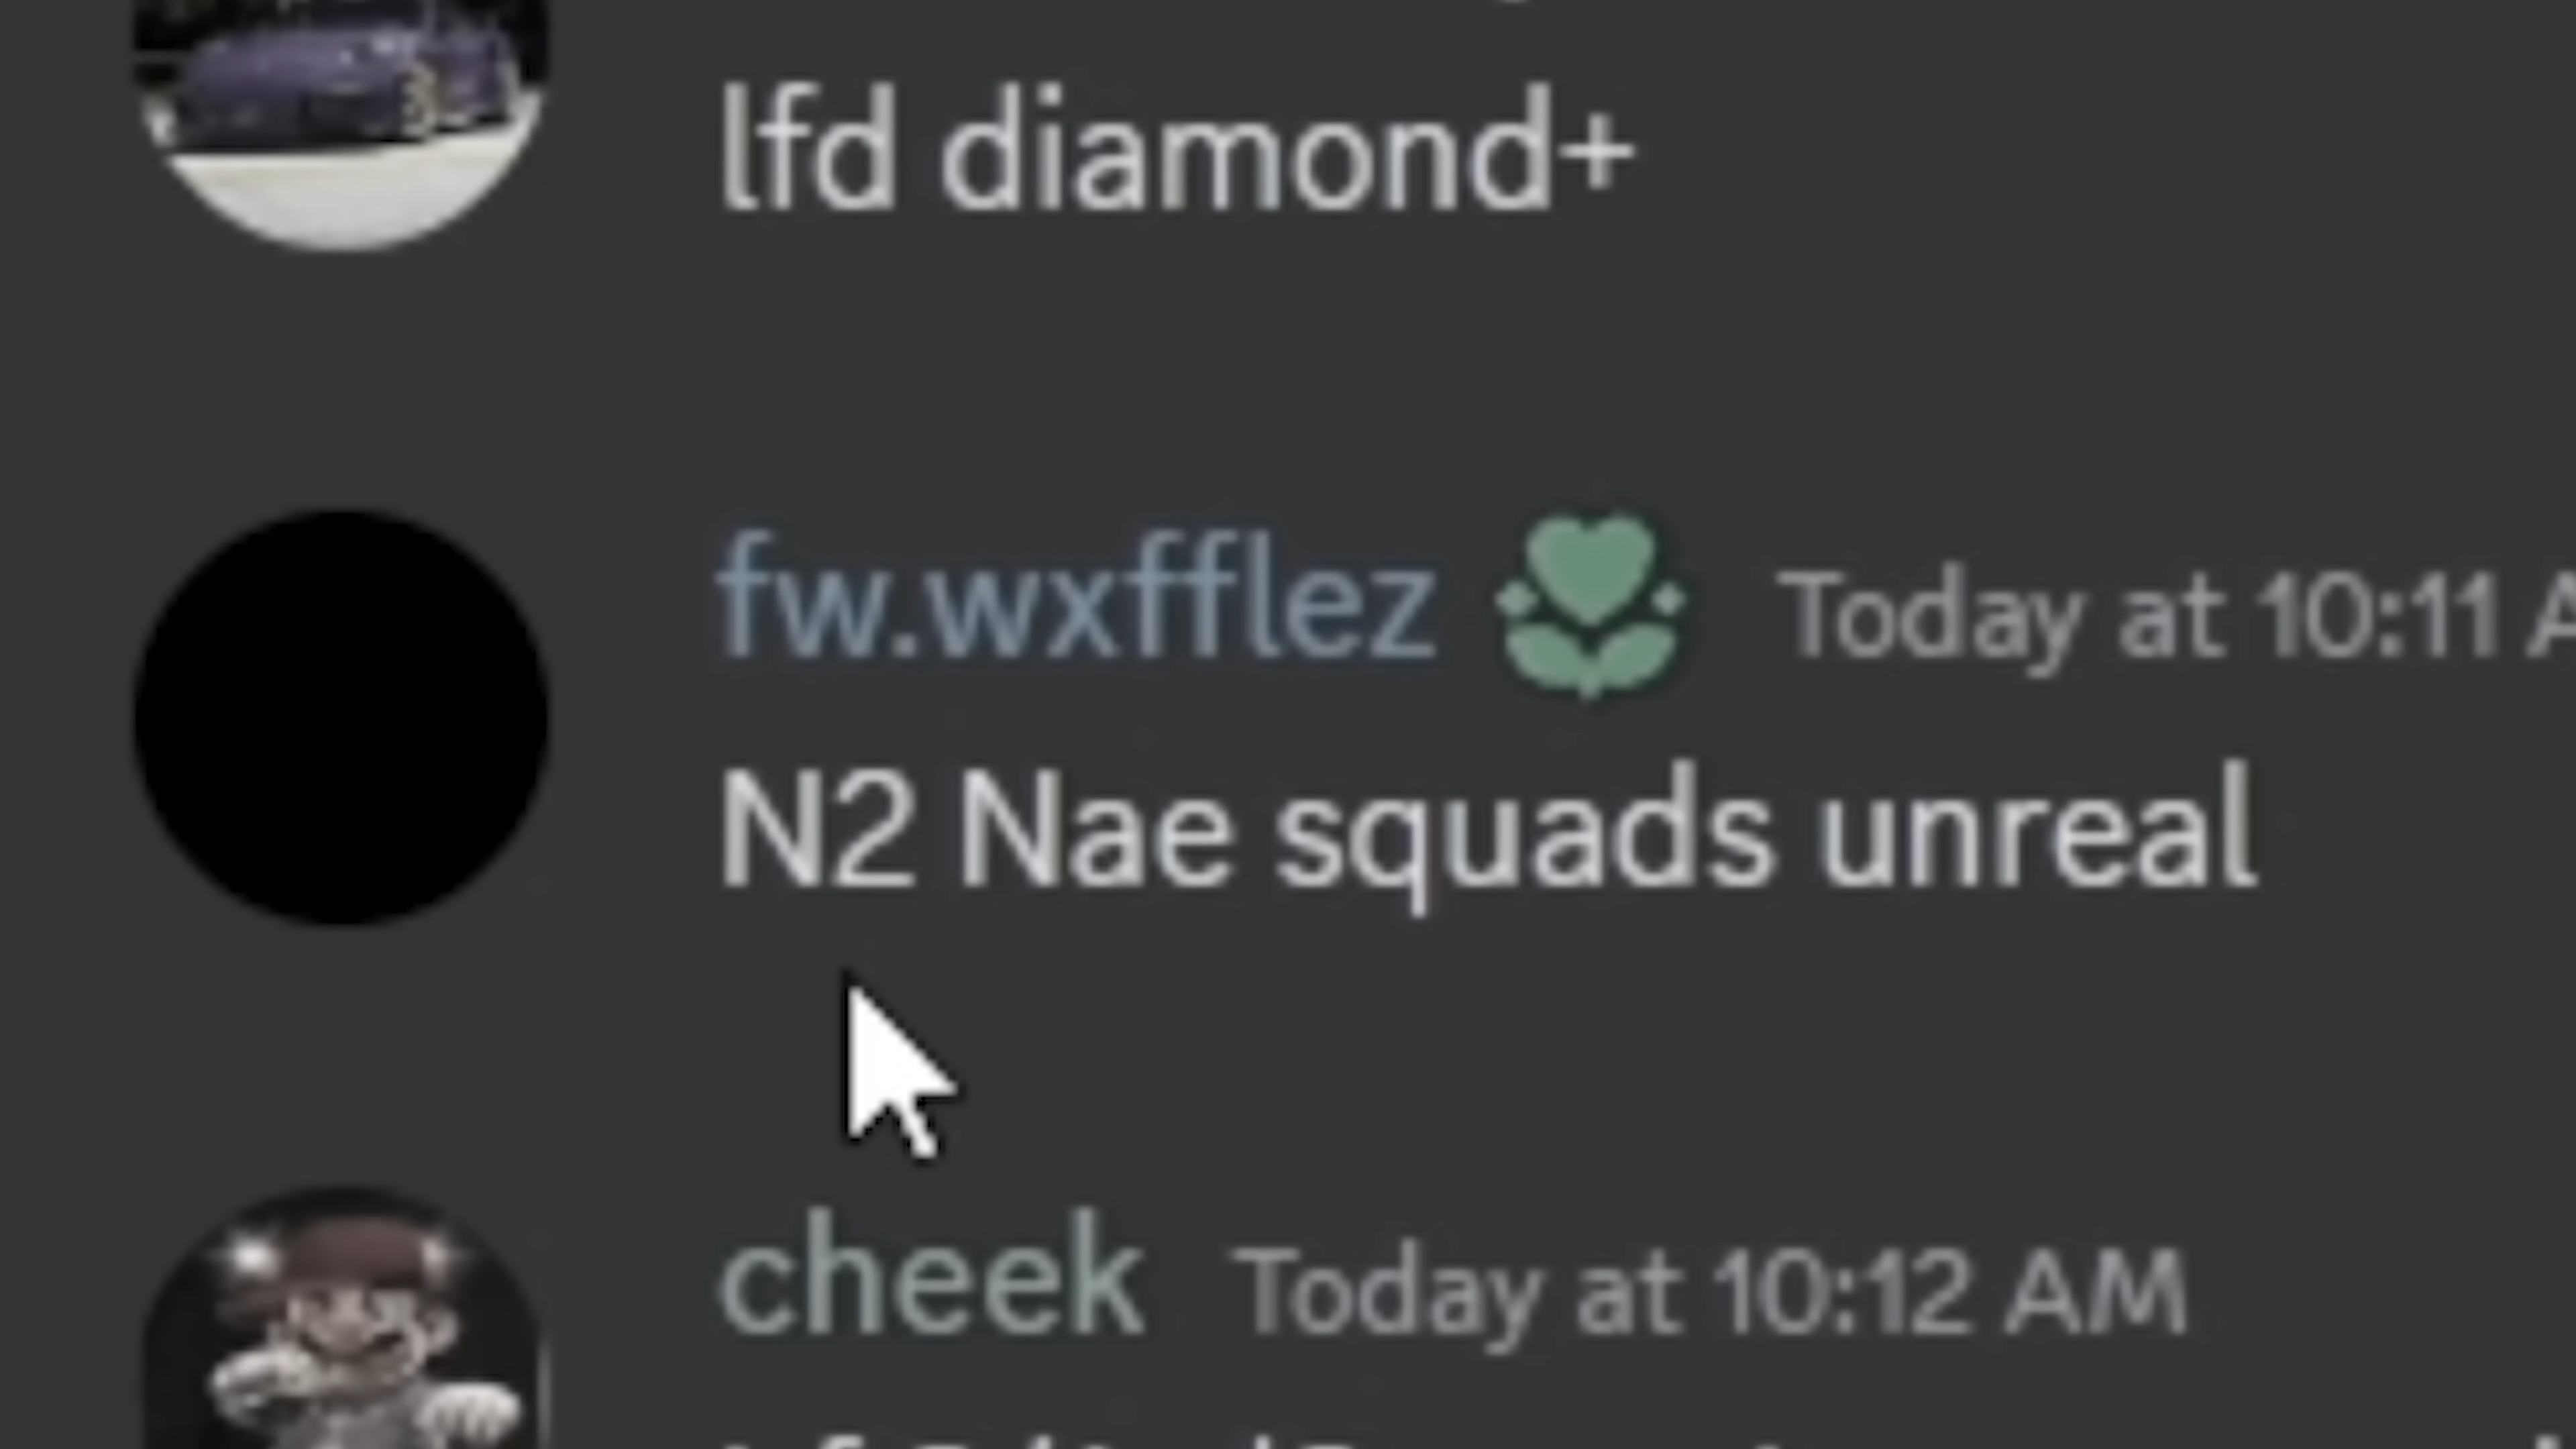 lfd diamond+
fw.wxfflez Today at 10:11 A
N2 Nae squads unreal
cheek Today at 10:12 AM